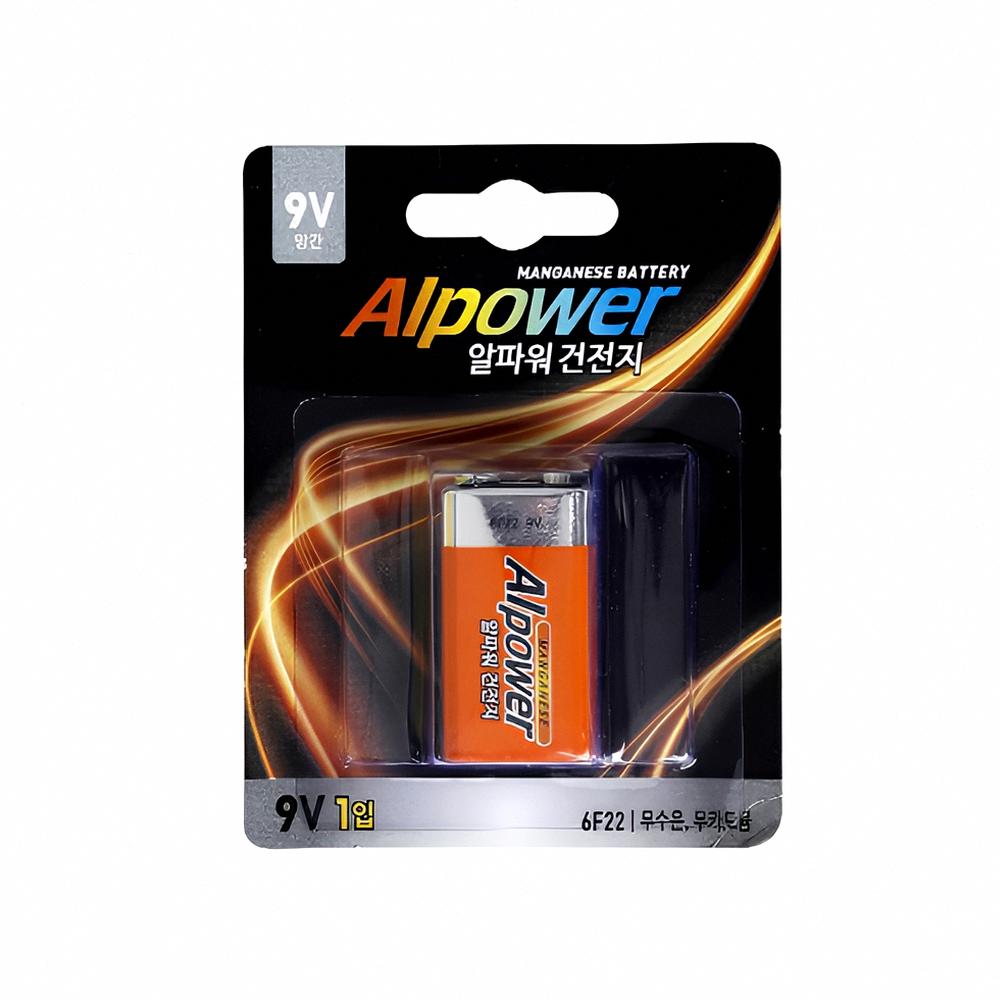 9V
망간
MANGANESE BATTERY
Alpower
알파워 건전지
6F22 9V
Alpower
MANGANESE
알파워 건전지
9V 1입
6F22 | 무수은, 무카드뮴